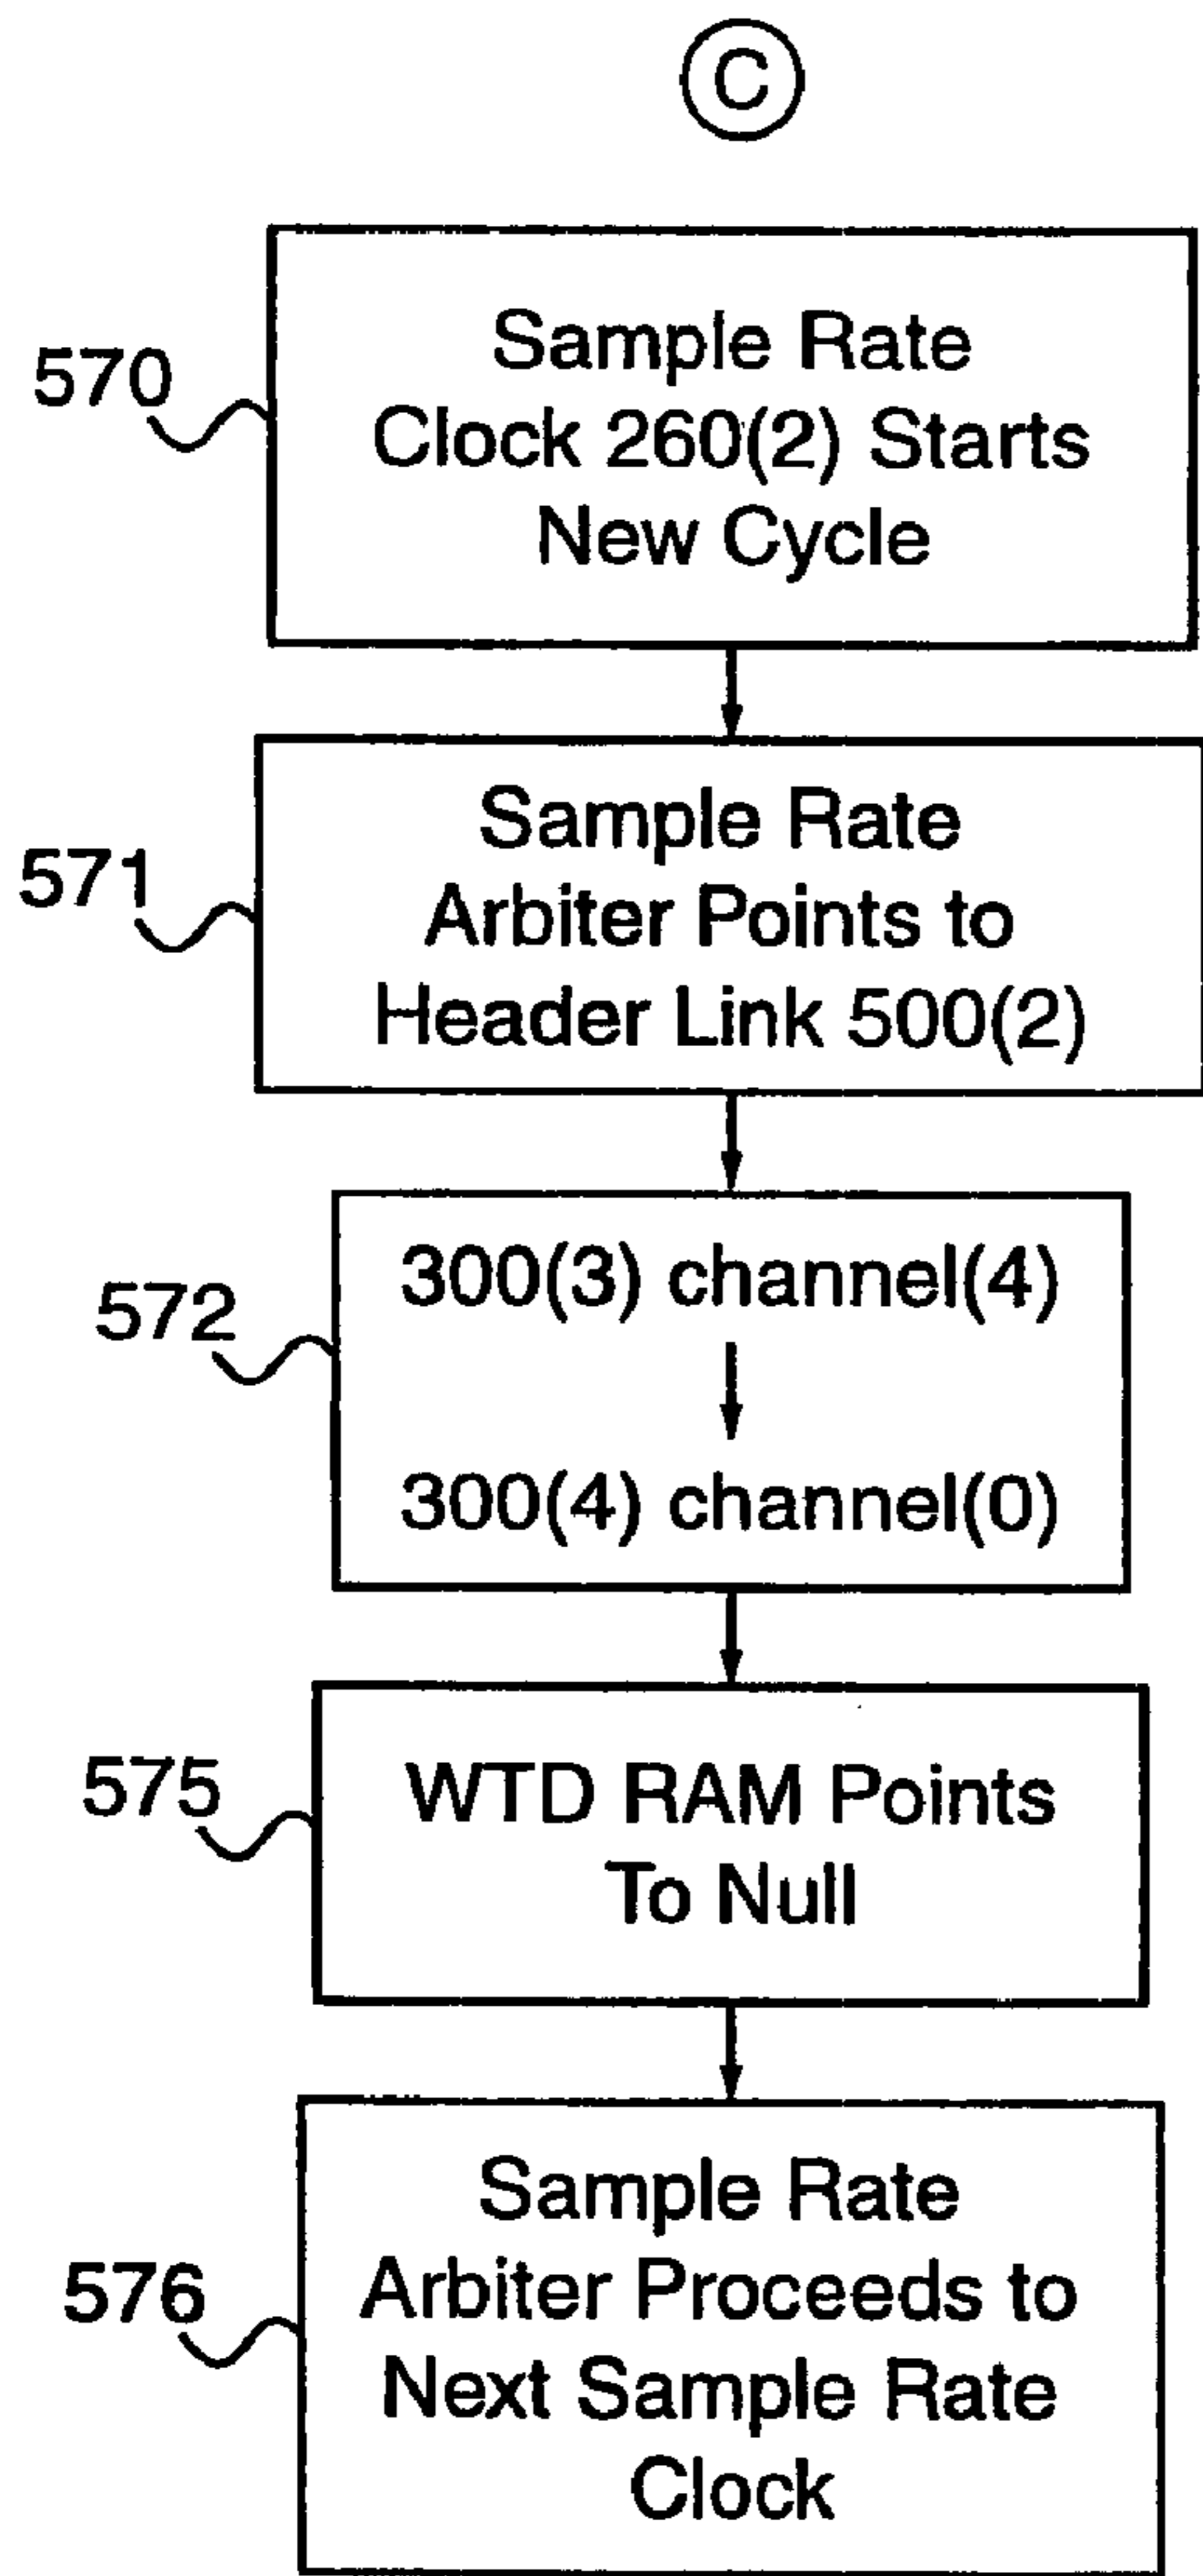 C
570
Sample Rate
Clock 260(2) Starts
New Cycle
571
Sample Rate
Arbiter Points to
Header Link 500(2)
572
300(3) channel(4)
300(4) channel(0)
575
WTD RAM Points
To Null
576
Sample Rate
Arbiter Proceeds to
Next Sample Rate
Clock